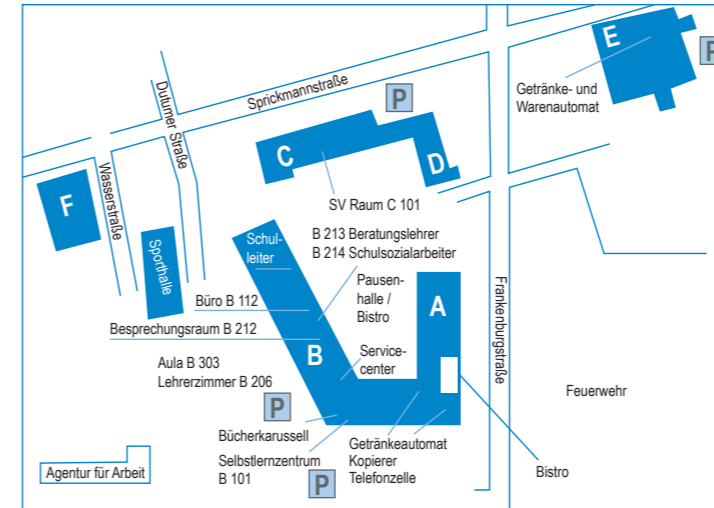 E
P
P
Getränke- und
Warenautomat
Sprickmannstraße
Dutumer Straße
C
D
F
Wasserstraße
SV Raum C 101
Sporthalle
Schul-
leiter
B 213 Beratungslehrer
B 214 Schulsozialarbeiter
Pausen-
halle /
Bistro
A
Frankenburgstraße
Büro B 112
Besprechungsraum B 212
B
Service-
center
Aula B 303
Lehrerzimmer B 206
Feuerwehr
P
Bücherkarussell
Selbstlernzentrum
B 101
P
Getränkeautomat
Kopierer
Telefonzelle
Bistro
Agentur für Arbeit